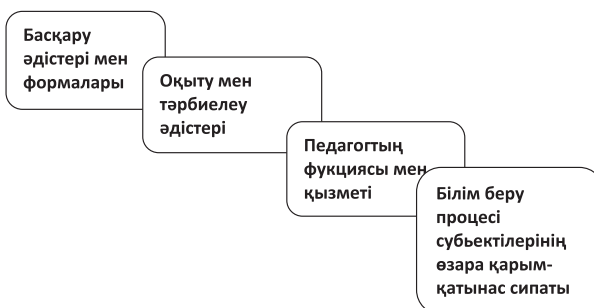 Басқару
әдістері мен
формалары
Оқыту мен
тәрбиелеу
әдістері
Педагогтың
фукциясы мен
қызметі
Білім беру
процесі
субьектілерінің
өзара қарым-
қатынас сипаты